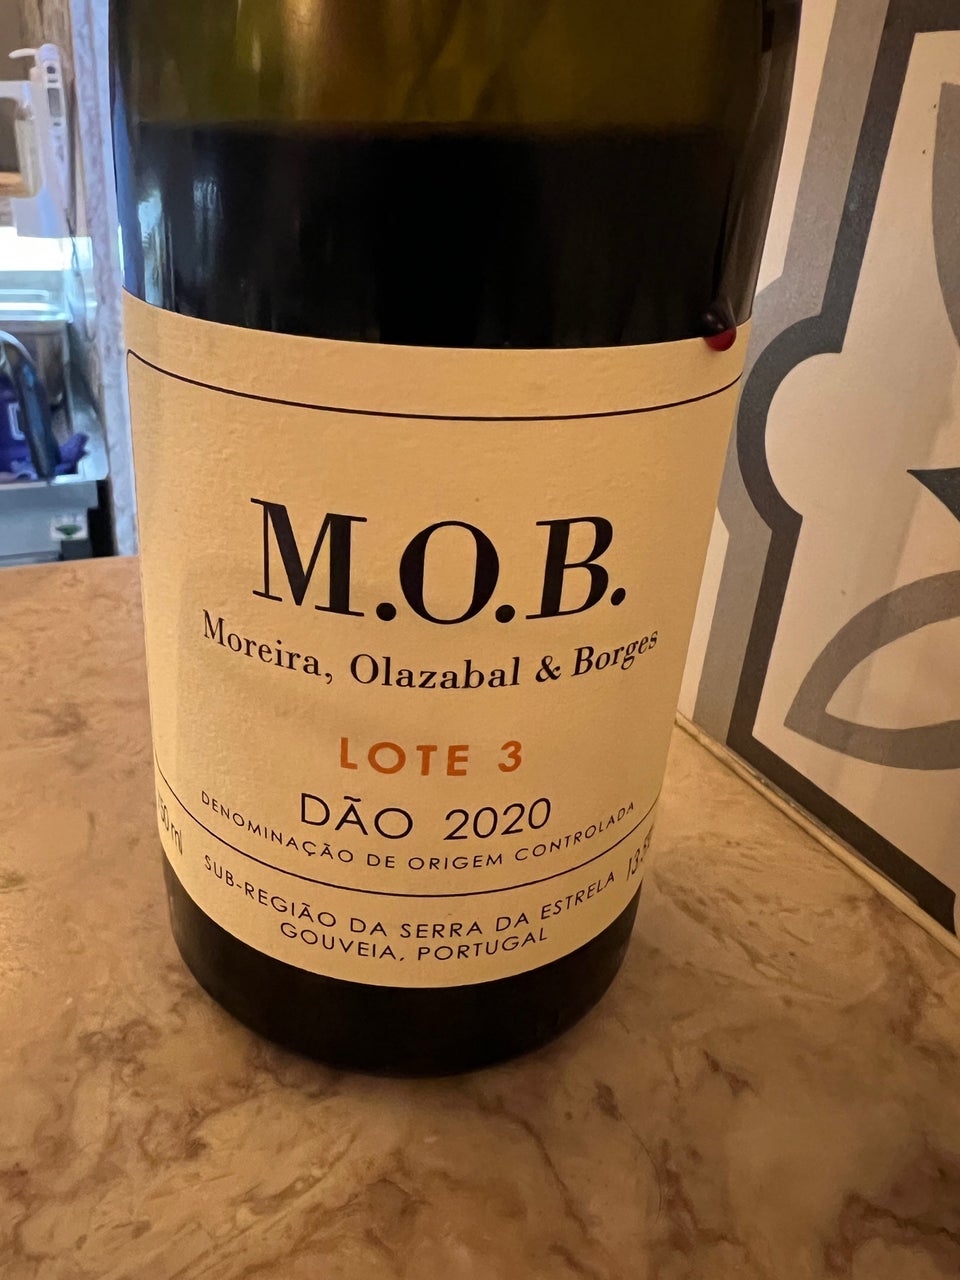 M.O.B.
Moreira, Olazabal & Borges
LOTE 3
DÃO 2020
DENOMINAÇÃO DE ORIGEM CONTROLADA
SUB-REGIÃO DA SERRA DA ESTRELA
GOUVEIA, PORTUGAL